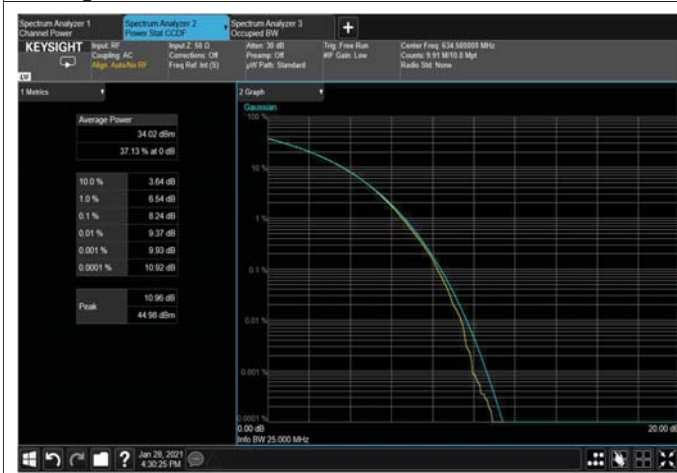 Spectrum Analyzer 1
Channel Power
Spectrum Analyzer 2
Power Stat CCDF
Spectrum Analyzer 3
Occupied BW
+
KEYSIGHT
Input: RF
Coupling: AC
Align: Auto/No RF
Input Z: 50 Ω
Corrections: Off
Freq Ref: Int (S)
Atten: 30 dB
Preamp: Off
µW Path: Standard
Trig: Free Run
#IF Gain: Low
Center Freq: 634.500000 MHz
Counts: 9.91 M/10.0 Mpt
Radio Std: None
LV
1 Metrics
Average Power
34.02 dBm
37.13 % at 0 dB
10.0 % 3.64 dB
1.0 % 6.54 dB
0.1 % 8.24 dB
0.01 % 9.37 dB
0.001 % 9.93 dB
0.0001 % 10.92 dB
Peak
10.96 dB
44.98 dBm
2 Graph
Gaussian
100 %
10 %
1 %
0.1 %
0.01 %
0.001 %
0.0001 %
0.00 dB
20.00 dB
Info BW 25.000 MHz
?
Jan 28, 2021
4:30:25 PM